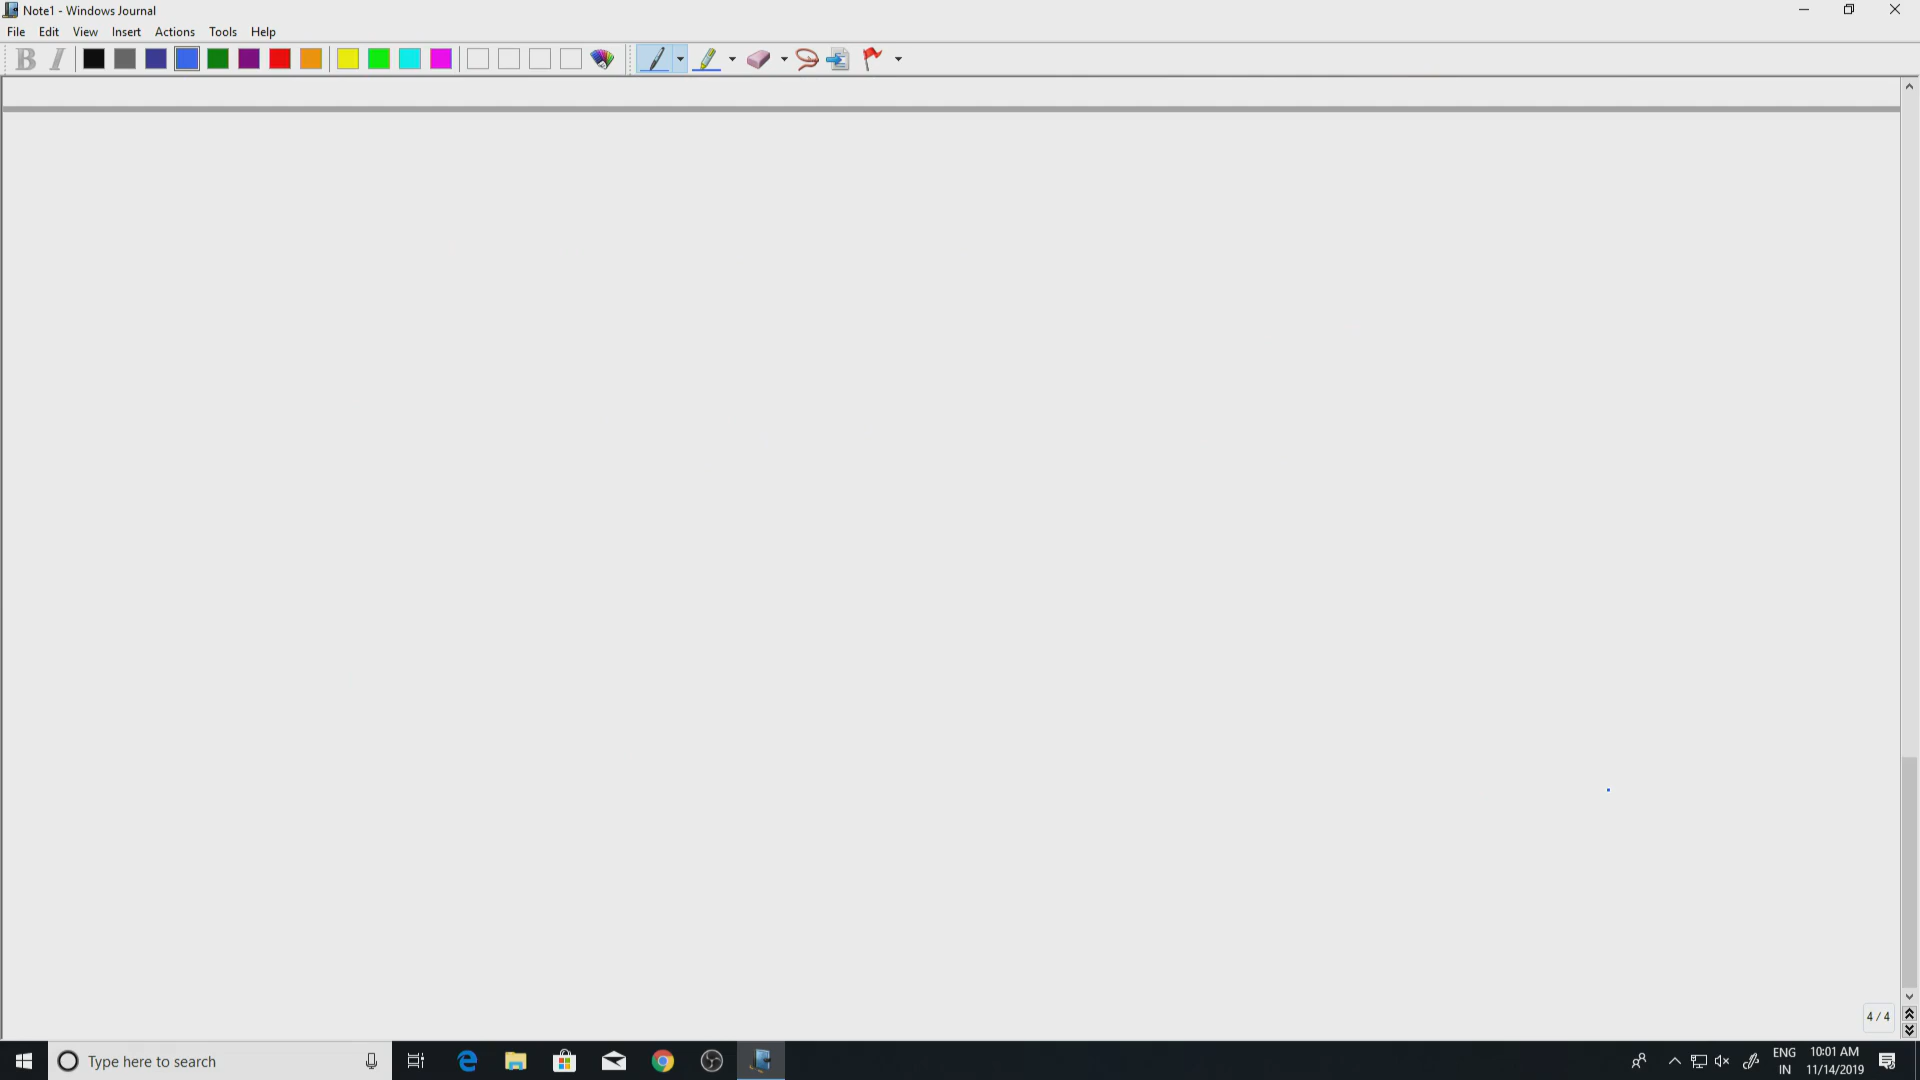 Note1 - Windows Journal
File Edit View Insert Actions Tools Help
B I
4 / 4
Type here to search
ENG
IN
10:01 AM
11/14/2019